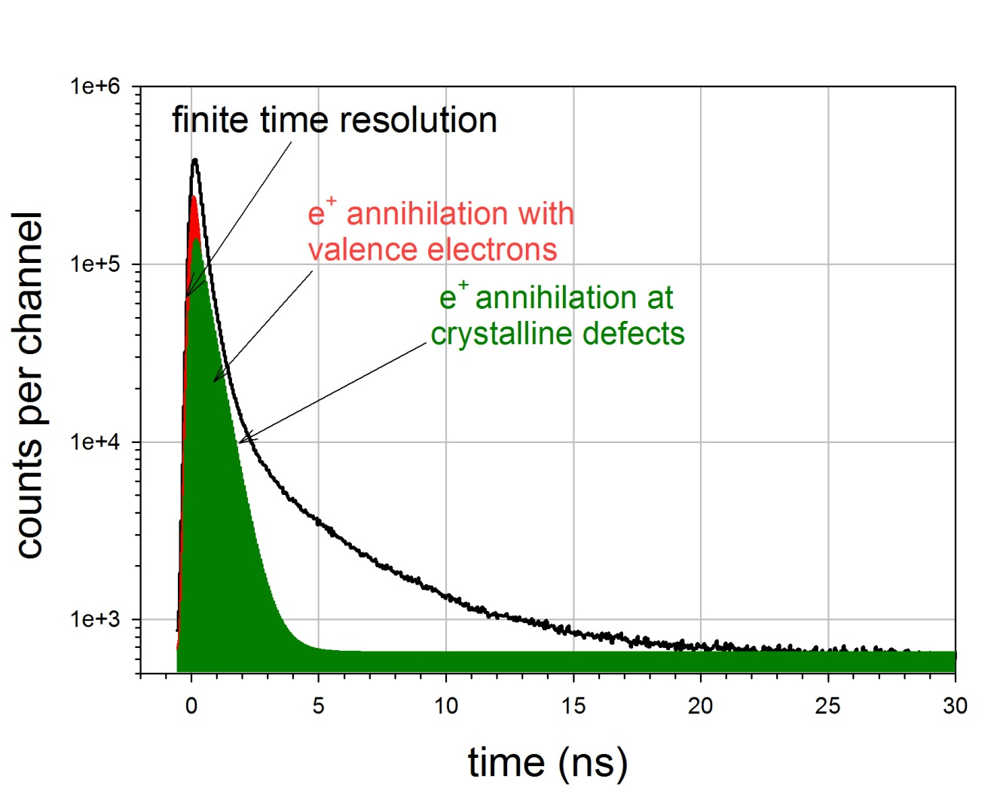 1e+6
finite time resolution
e+ annihilation with
valence electrons
1e+5
e+ annihilation at
crystalline defects
1e+4
1e+3
counts per channel
0 5 10 15 20 25 30
time (ns)